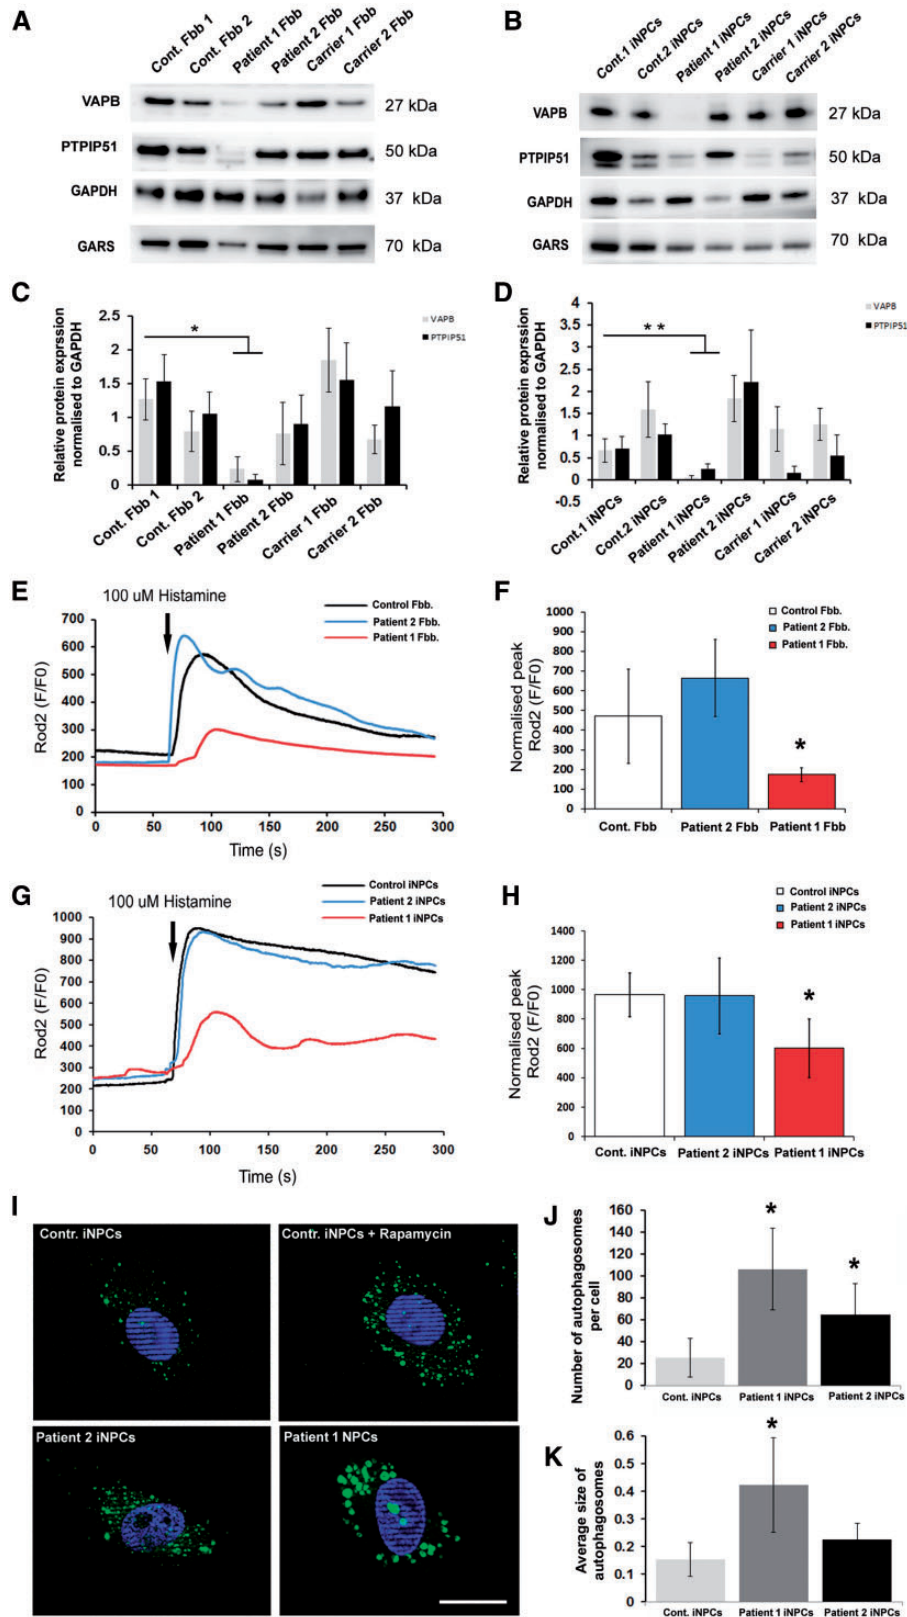 A
Cont. Fbb 1
Cont. Fbb 2
Patient 1 Fbb
Patient 2 Fbb
Carrier 1 Fbb
Carrier 2 Fbb
VAPB
27 kDa
PTPIP51
50 kDa
GAPDH
37 kDa
GARS
70 kDa
B
Cont.1 iNPCs
Cont.2 iNPCs
Patient 1 iNPCs
Patient 2 iNPCs
Carrier 1 iNPCs
Carrier 2 iNPCs
VAPB
27 kDa
PTPIP51
50 kDa
GAPDH
37 kDa
GARS
70 kDa
C
Relative protein exprssion
normalised to GAPDH
2.5
2
1.5
1
0.5
0
*
VAPB
PTPIP51
Cont. Fbb 1
Cont. Fbb 2
Patient 1 Fbb
Patient 2 Fbb
Carrier 1 Fbb
Carrier 2 Fbb
D
Relative protein exprssion
normalised to GAPDH
4
3.5
3
2.5
2
1.5
1
0.5
0
-0.5
* *
VAPB
PTPIP51
Cont.1 iNPCs
Cont.2 iNPCs
Patient 1 iNPCs
Patient 2 iNPCs
Carrier 1 iNPCs
Carrier 2 iNPCs
E
100 uM Histamine
Control Fbb.
Patient 2 Fbb.
Patient 1 Fbb.
Rod2 (F/F0)
700
600
500
400
300
200
100
0
0 50 100 150 200 250 300
Time (s)
F
Normalised peak
Rod2 (F/F0)
1000
900
800
700
600
500
400
300
200
100
0
Control Fbb.
Patient 2 Fbb.
Patient 1 Fbb.
*
Cont. Fbb Patient 2 Fbb Patient 1 Fbb
G
100 uM Histamine
Control iNPCs
Patient 2 iNPCs
Patient 1 iNPCs
Rod2 (F/F0)
1000
900
800
700
600
500
400
300
200
100
0
0 50 100 150 200 250 300
Time (s)
H
Normalised peak
Rod2 (F/F0)
1400
1200
1000
800
600
400
200
0
Control iNPCs
Patient 2 iNPCs
Patient 1 iNPCs
*
Cont. iNPCs Patient 2 iNPCs Patient 1 iNPCs
I
Contr. iNPCs
Contr. iNPCs + Rapamycin
Patient 2 iNPCs
Patient 1 NPCs
J
Number of autophagosomes
per cell
160
140
120
100
80
60
40
20
0
*
*
Cont. iNPCs Patient 1 iNPCs Patient 2 iNPCs
K
Average size of
autophagosomes
0.6
0.5
0.4
0.3
0.2
0.1
0
*
Cont. iNPCs Patient 1 iNPCs Patient 2 iNPCs